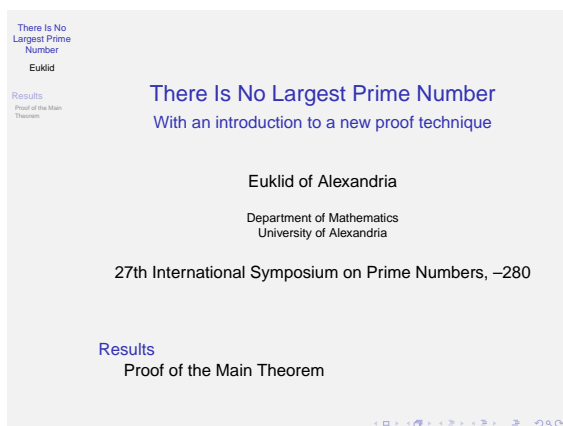 There Is No
Largest Prime
Number
Euklid
Results
Proof of the Main
Theorem
There Is No Largest Prime Number
With an introduction to a new proof technique
Euklid of Alexandria
Department of Mathematics
University of Alexandria
27th International Symposium on Prime Numbers, –280
Results
Proof of the Main Theorem